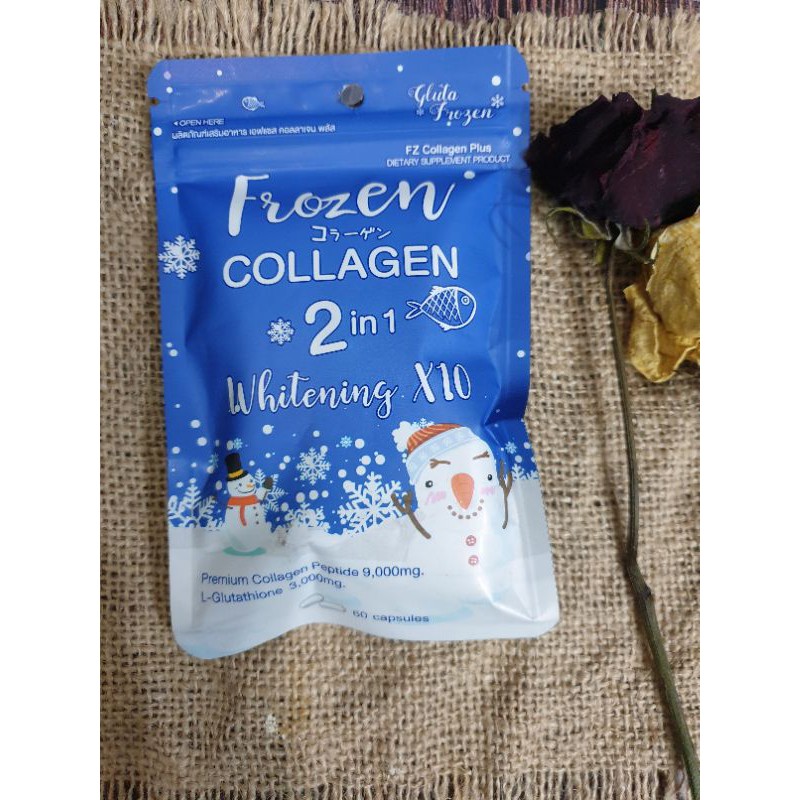 Gluta
Frozen
OPEN HERE
ผลิตภัณฑ์เสริมอาหาร เอฟแซด คอลลาเจน พลัส
FZ Collagen Plus
DIETARY SUPPLEMENT PRODUCT
Frozen
コラーゲン
COLLAGEN
2 in 1
Whitening X10
Premium Collagen Peptide 9,000mg.
L-Glutathione 3,000mg.
60 capsules